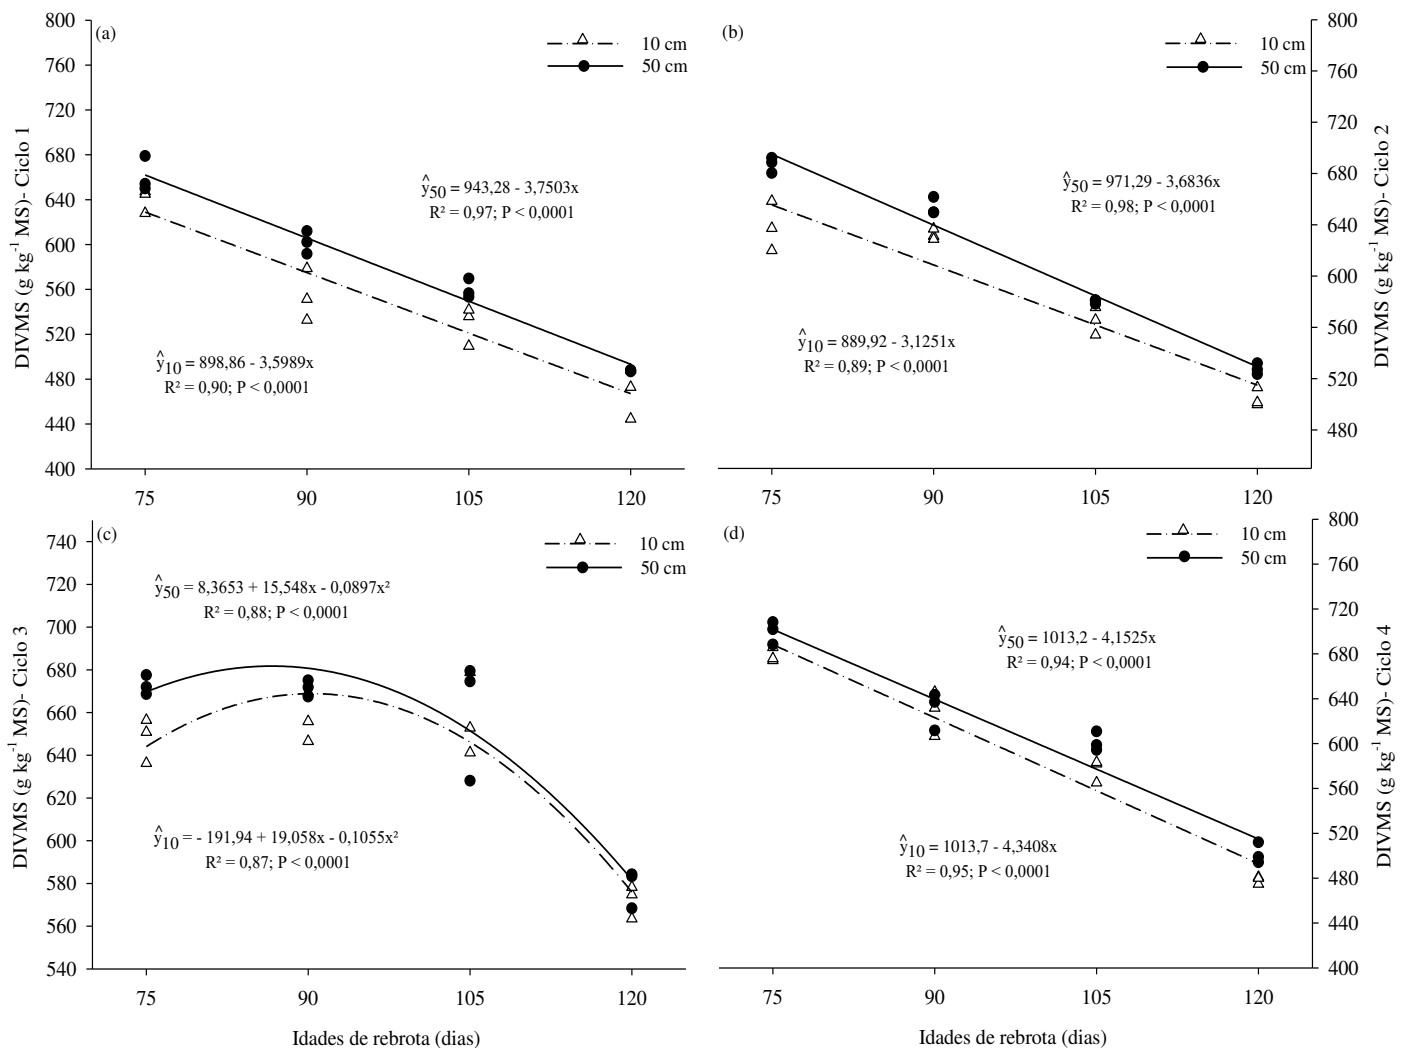 (a)
10 cm
50 cm
800
760
720
680
640
600
560
520
480
440
400
DIVMS (g kg-1 MS)- Ciclo 1
ŷ50 = 943,28 - 3,7503x
R² = 0,97; P < 0,0001
ŷ10 = 898,86 - 3,5989x
R² = 0,90; P < 0,0001
75 90 105 120
(b)
10 cm
50 cm
800
760
720
680
640
600
560
520
480
DIVMS (g kg-1 MS)- Ciclo 2
ŷ50 = 971,29 - 3,6836x
R² = 0,98; P < 0,0001
ŷ10 = 889,92 - 3,1251x
R² = 0,89; P < 0,0001
75 90 105 120
(c)
10 cm
50 cm
740
720
700
680
660
640
620
600
580
560
540
DIVMS (g kg-1 MS)- Ciclo 3
ŷ50 = 8,3653 + 15,548x - 0,0897x²
R² = 0,88; P < 0,0001
ŷ10 = - 191,94 + 19,058x - 0,1055x²
R² = 0,87; P < 0,0001
75 90 105 120
Idades de rebrota (dias)
(d)
10 cm
50 cm
800
760
720
680
640
600
560
520
480
440
400
DIVMS (g kg-1 MS)- Ciclo 4
ŷ50 = 1013,2 - 4,1525x
R² = 0,94; P < 0,0001
ŷ10 = 1013,7 - 4,3408x
R² = 0,95; P < 0,0001
75 90 105 120
Idades de rebrota (dias)